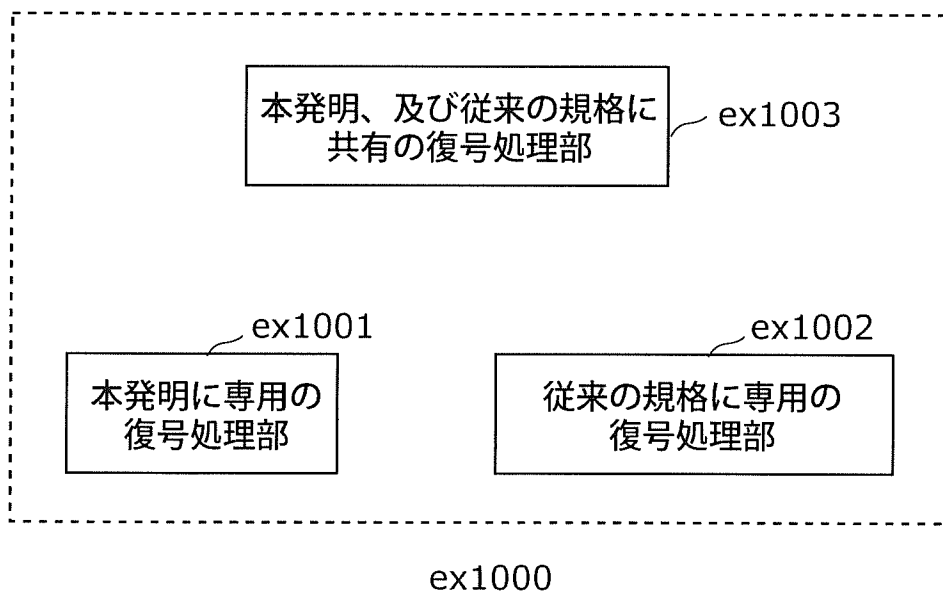 本発明、及び従来の規格に
共有の復号処理部
ex1003
ex1001
本発明に専用の
復号処理部
ex1002
従来の規格に専用の
復号処理部
ex1000